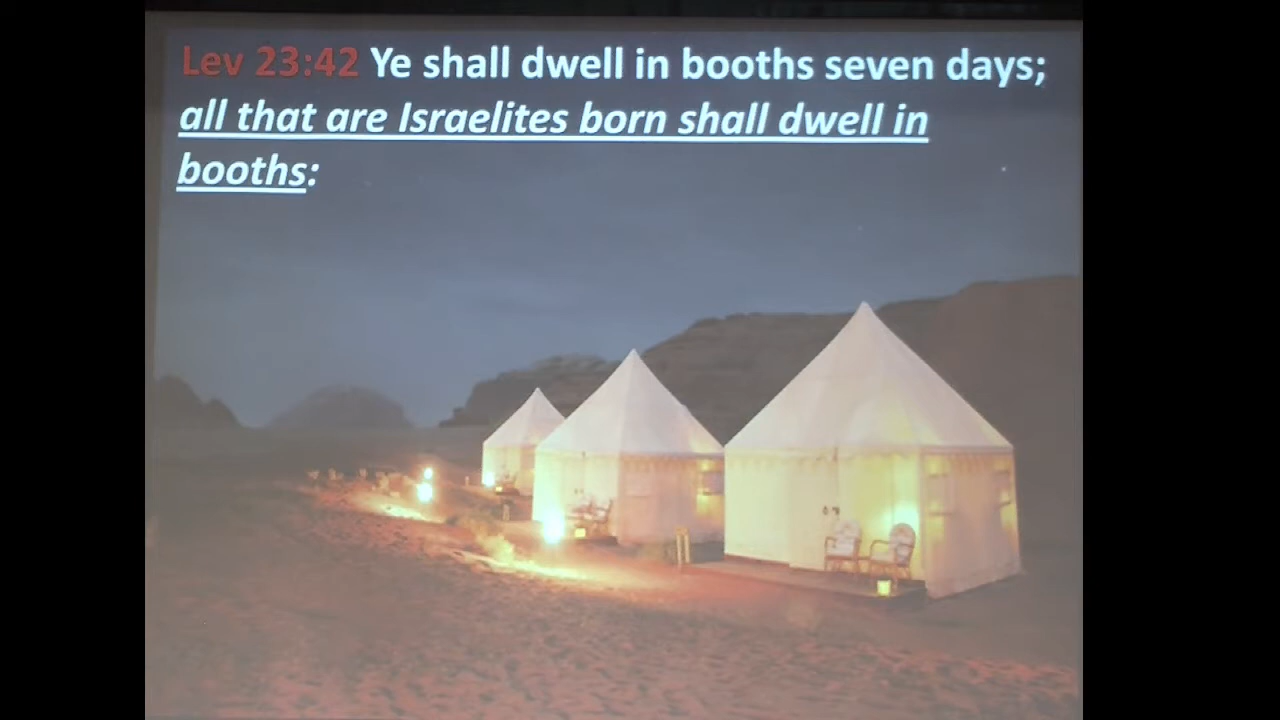 Lev 23:42 Ye shall dwell in booths seven days;
all that are Israelites born shall dwell in
booths: